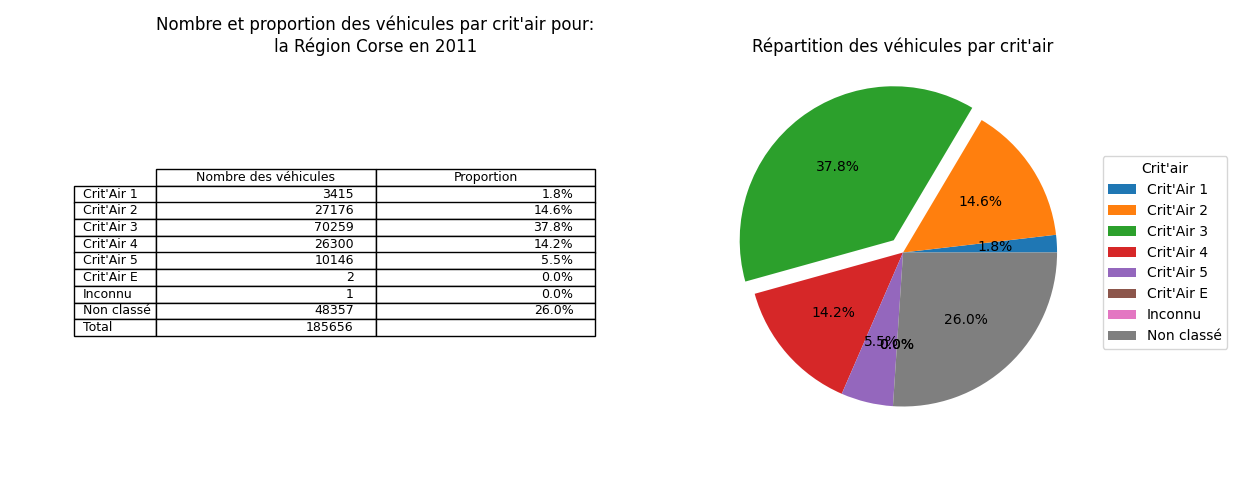 Nombre et proportion des véhicules par crit'air pour:
la Région Corse en 2011
Nombre des véhicules Proportion
Crit'Air 1 3415 1.8%
Crit'Air 2 27176 14.6%
Crit'Air 3 70259 37.8%
Crit'Air 4 26300 14.2%
Crit'Air 5 10146 5.5%
Crit'Air E 2 0.0%
Inconnu 1 0.0%
Non classé 48357 26.0%
Total 185656
Répartition des véhicules par crit'air
37.8%
14.6%
1.8%
14.2%
26.0%
5.5%
0.0%
0.0%
Crit'air
Crit'Air 1
Crit'Air 2
Crit'Air 3
Crit'Air 4
Crit'Air 5
Crit'Air E
Inconnu
Non classé